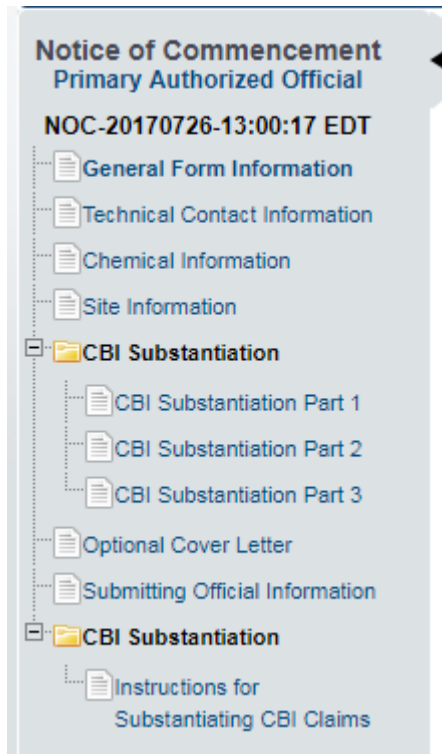 Notice of Commencement
Primary Authorized Official
NOC-20170726-13:00:17 EDT
General Form Information
Technical Contact Information
Chemical Information
Site Information
CBI Substantiation
CBI Substantiation Part 1
CBI Substantiation Part 2
CBI Substantiation Part 3
Optional Cover Letter
Submitting Official Information
CBI Substantiation
Instructions for
Substantiating CBI Claims